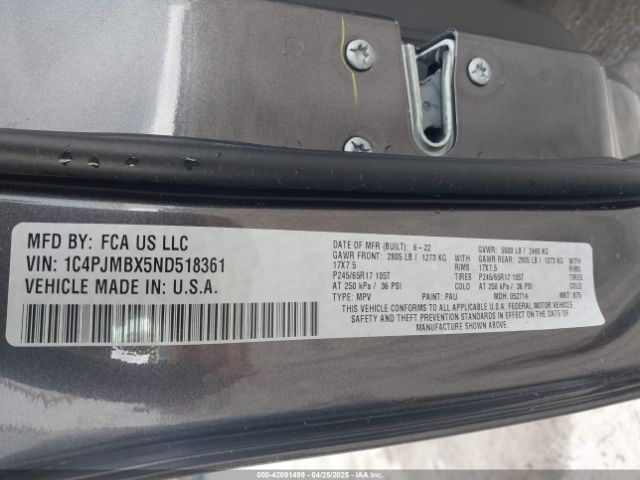 MFD BY: FCA US LLC
VIN: 1C4PJMBX5ND518361
VEHICLE MADE IN: U.S.A.
DATE OF MFR (BUILT): 6-22 GVWR: 5500 LB / 2495 KG
GAWR FRONT: 2805 LB / 1273 KG WITH GAWR REAR: 2805 LB / 1273 KG WITH
17X7.5 RIMS 17X7.5 RIMS
P245/65R17 105T TIRES P245/65R17 105T TIRES
AT 250 kPa / 36 PSI COLD AT 250 kPa / 36 PSI COLD
TYPE: MPV PAINT: PAU MDH: 052714 MKT: 875
THIS VEHICLE CONFORMS TO ALL APPLICABLE U.S.A. FEDERAL MOTOR VEHICLE
SAFETY AND THEFT PREVENTION STANDARDS IN EFFECT ON THE DATE OF
MANUFACTURE SHOWN ABOVE.
000-42091499 - 04/25/2025 - IAAI.COM